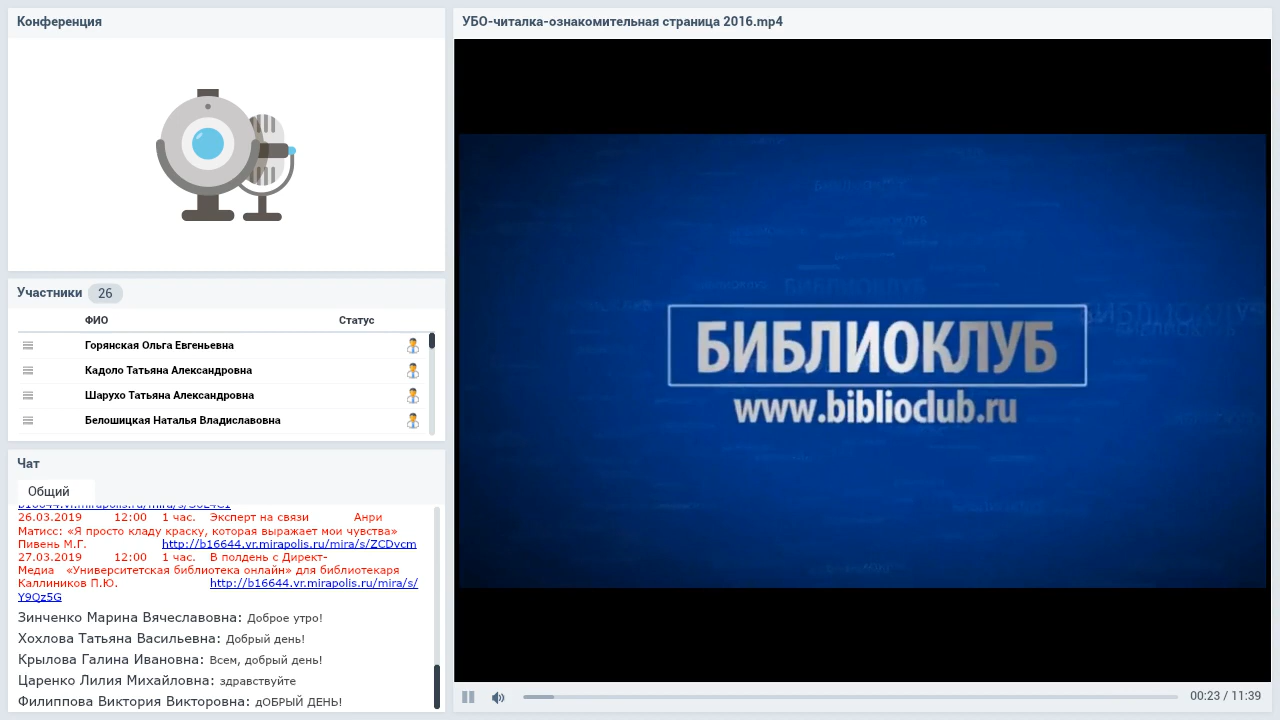 Конференция
Участники 26
ФИО Статус
Горянская Ольга Евгеньевна
Кадоло Татьяна Александровна
Шарухо Татьяна Александровна
Белошицкая Наталья Владиславовна
Чат
Общий
26.03.2019 12:00 1 час. Эксперт на связи Анри
Матисс: «Я просто кладу краску, которая выражает мои чувства»
Пивень М.Г. http://b16644.vr.mirapolis.ru/mira/s/ZCDvcm
27.03.2019 12:00 1 час. В полдень с Директ-
Медиа «Университетская библиотека онлайн» для библиотекаря
Каллиников П.Ю. http://b16644.vr.mirapolis.ru/mira/s/
Y9Qz5G
Зинченко Марина Вячеславовна: Доброе утро!
Хохлова Татьяна Васильевна: Добрый день!
Крылова Галина Ивановна: Всем, добрый день!
Царенко Лилия Михайловна: здравствуйте
Филиппова Виктория Викторовна: дОБРЫЙ ДЕНЬ!
УБО-читалка-ознакомительная страница 2016.mp4
БИБЛИОКЛУБ
www.biblioclub.ru
00:23 / 11:39